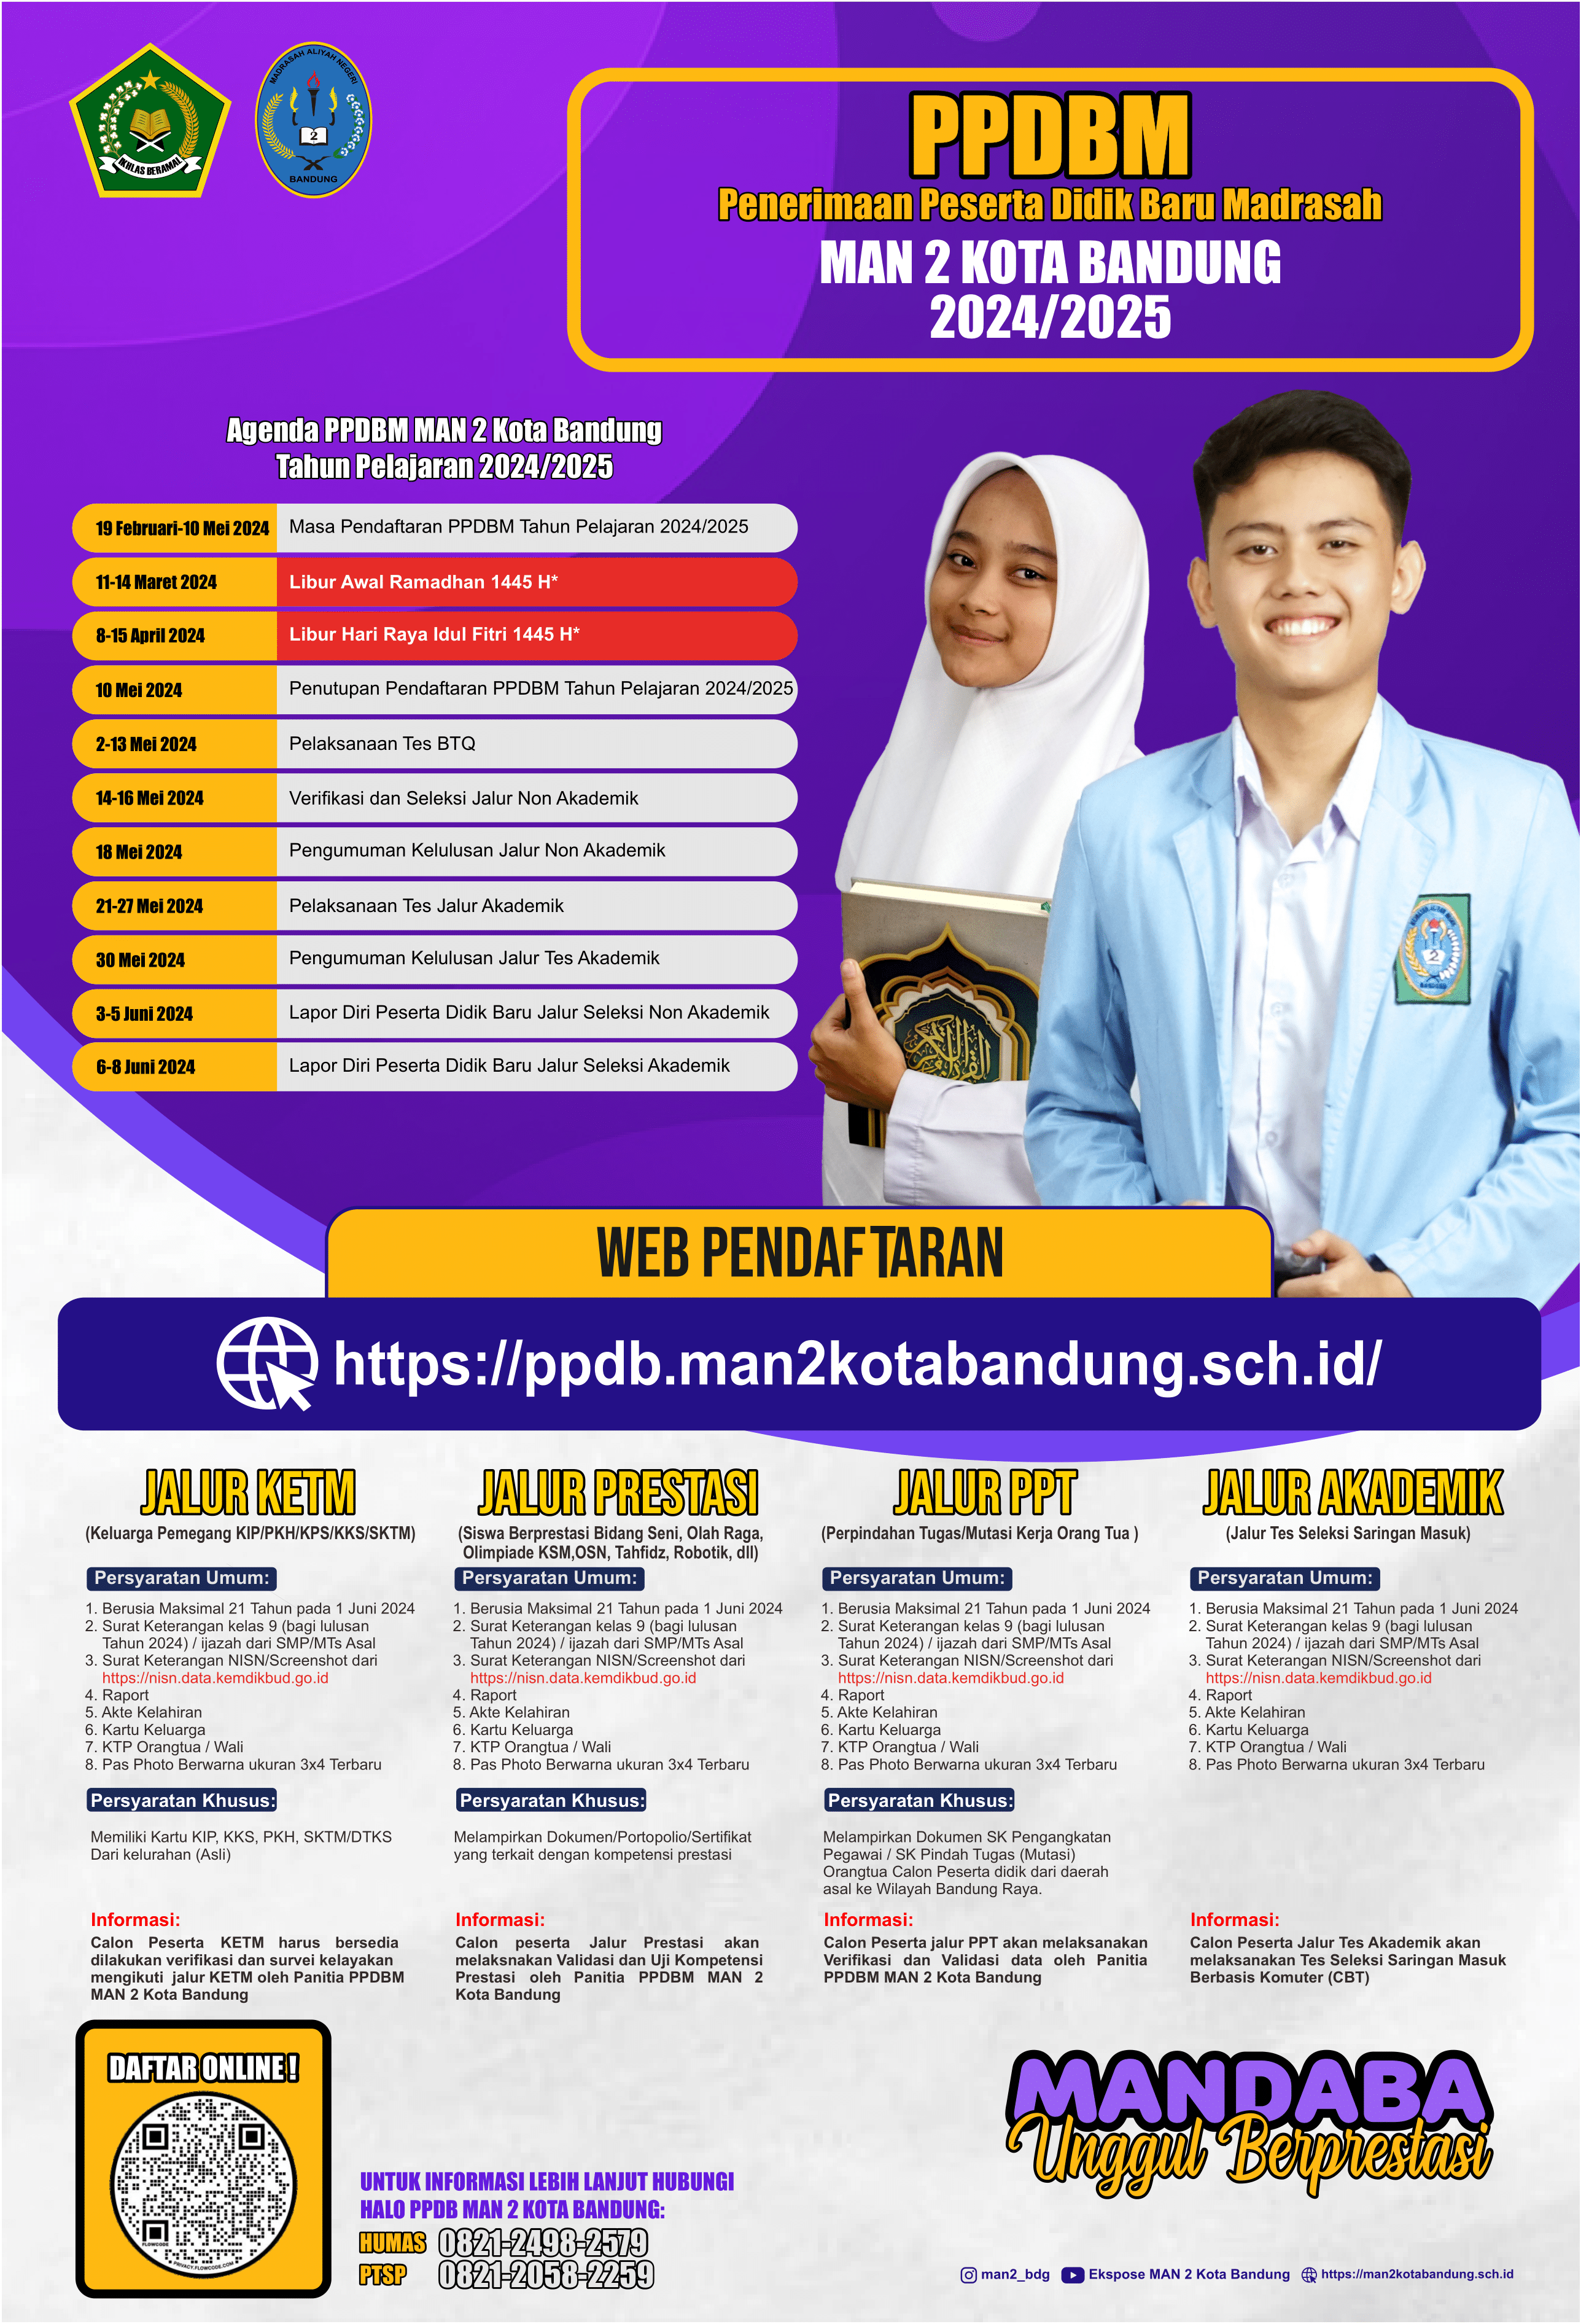 IKHLAS BERAMAL
MADRASAH ALIYAH NEGERI
2
BANDUNG
PPDBM
Penerimaan Peserta Didik Baru Madrasah
MAN 2 KOTA BANDUNG
2024/2025
Agenda PPDBM MAN 2 Kota Bandung
Tahun Pelajaran 2024/2025
19 Februari-10 Mei 2024 Masa Pendaftaran PPDBM Tahun Pelajaran 2024/2025
11-14 Maret 2024 Libur Awal Ramadhan 1445 H*
8-15 April 2024 Libur Hari Raya Idul Fitri 1445 H*
10 Mei 2024 Penutupan Pendaftaran PPDBM Tahun Pelajaran 2024/2025
2-13 Mei 2024 Pelaksanaan Tes BTQ
14-16 Mei 2024 Verifikasi dan Seleksi Jalur Non Akademik
18 Mei 2024 Pengumuman Kelulusan Jalur Non Akademik
21-27 Mei 2024 Pelaksanaan Tes Jalur Akademik
30 Mei 2024 Pengumuman Kelulusan Jalur Tes Akademik
3-5 Juni 2024 Lapor Diri Peserta Didik Baru Jalur Seleksi Non Akademik
6-8 Juni 2024 Lapor Diri Peserta Didik Baru Jalur Seleksi Akademik
2
WEB PENDAFTARAN
https://ppdb.man2kotabandung.sch.id/
JALUR KETM
(Keluarga Pemegang KIP/PKH/KPS/KKS/SKTM)
Persyaratan Umum:
1. Berusia Maksimal 21 Tahun pada 1 Juni 2024
2. Surat Keterangan kelas 9 (bagi lulusan
Tahun 2024) / ijazah dari SMP/MTs Asal
3. Surat Keterangan NISN/Screenshot dari
https://nisn.data.kemdikbud.go.id
4. Raport
5. Akte Kelahiran
6. Kartu Keluarga
7. KTP Orangtua / Wali
8. Pas Photo Berwarna ukuran 3x4 Terbaru
Persyaratan Khusus:
Memiliki Kartu KIP, KKS, PKH, SKTM/DTKS
Dari kelurahan (Asli)
Informasi:
Calon Peserta KETM harus bersedia
dilakukan verifikasi dan survei kelayakan
mengikuti jalur KETM oleh Panitia PPDBM
MAN 2 Kota Bandung
JALUR PRESTASI
(Siswa Berprestasi Bidang Seni, Olah Raga,
Olimpiade KSM,OSN, Tahfidz, Robotik, dll)
Persyaratan Umum:
1. Berusia Maksimal 21 Tahun pada 1 Juni 2024
2. Surat Keterangan kelas 9 (bagi lulusan
Tahun 2024) / ijazah dari SMP/MTs Asal
3. Surat Keterangan NISN/Screenshot dari
https://nisn.data.kemdikbud.go.id
4. Raport
5. Akte Kelahiran
6. Kartu Keluarga
7. KTP Orangtua / Wali
8. Pas Photo Berwarna ukuran 3x4 Terbaru
Persyaratan Khusus:
Melampirkan Dokumen/Portopolio/Sertifikat
yang terkait dengan kompetensi prestasi
Informasi:
Calon peserta Jalur Prestasi akan
melaksnakan Validasi dan Uji Kompetensi
Prestasi oleh Panitia PPDBM MAN 2
Kota Bandung
JALUR PPT
(Perpindahan Tugas/Mutasi Kerja Orang Tua )
Persyaratan Umum:
1. Berusia Maksimal 21 Tahun pada 1 Juni 2024
2. Surat Keterangan kelas 9 (bagi lulusan
Tahun 2024) / ijazah dari SMP/MTs Asal
3. Surat Keterangan NISN/Screenshot dari
https://nisn.data.kemdikbud.go.id
4. Raport
5. Akte Kelahiran
6. Kartu Keluarga
7. KTP Orangtua / Wali
8. Pas Photo Berwarna ukuran 3x4 Terbaru
Persyaratan Khusus:
Melampirkan Dokumen SK Pengangkatan
Pegawai / SK Pindah Tugas (Mutasi)
Orangtua Calon Peserta didik dari daerah
asal ke Wilayah Bandung Raya.
Informasi:
Calon Peserta jalur PPT akan melaksanakan
Verifikasi dan Validasi data oleh Panitia
PPDBM MAN 2 Kota Bandung
JALUR AKADEMIK
(Jalur Tes Seleksi Saringan Masuk)
Persyaratan Umum:
1. Berusia Maksimal 21 Tahun pada 1 Juni 2024
2. Surat Keterangan kelas 9 (bagi lulusan
Tahun 2024) / ijazah dari SMP/MTs Asal
3. Surat Keterangan NISN/Screenshot dari
https://nisn.data.kemdikbud.go.id
4. Raport
5. Akte Kelahiran
6. Kartu Keluarga
7. KTP Orangtua / Wali
8. Pas Photo Berwarna ukuran 3x4 Terbaru
Informasi:
Calon Peserta Jalur Tes Akademik akan
melaksanakan Tes Seleksi Saringan Masuk
Berbasis Komuter (CBT)
DAFTAR ONLINE !
FLOWCODE
PRIVACY.FLOWCODE.COM
UNTUK INFORMASI LEBIH LANJUT HUBUNGI
HALO PPDB MAN 2 KOTA BANDUNG:
HUMAS 0821-2498-2579
PTSP 0821-2058-2259
MANDABA
Unggul Berprestasi
man2_bdg Ekspose MAN 2 Kota Bandung https://man2kotabandung.sch.id